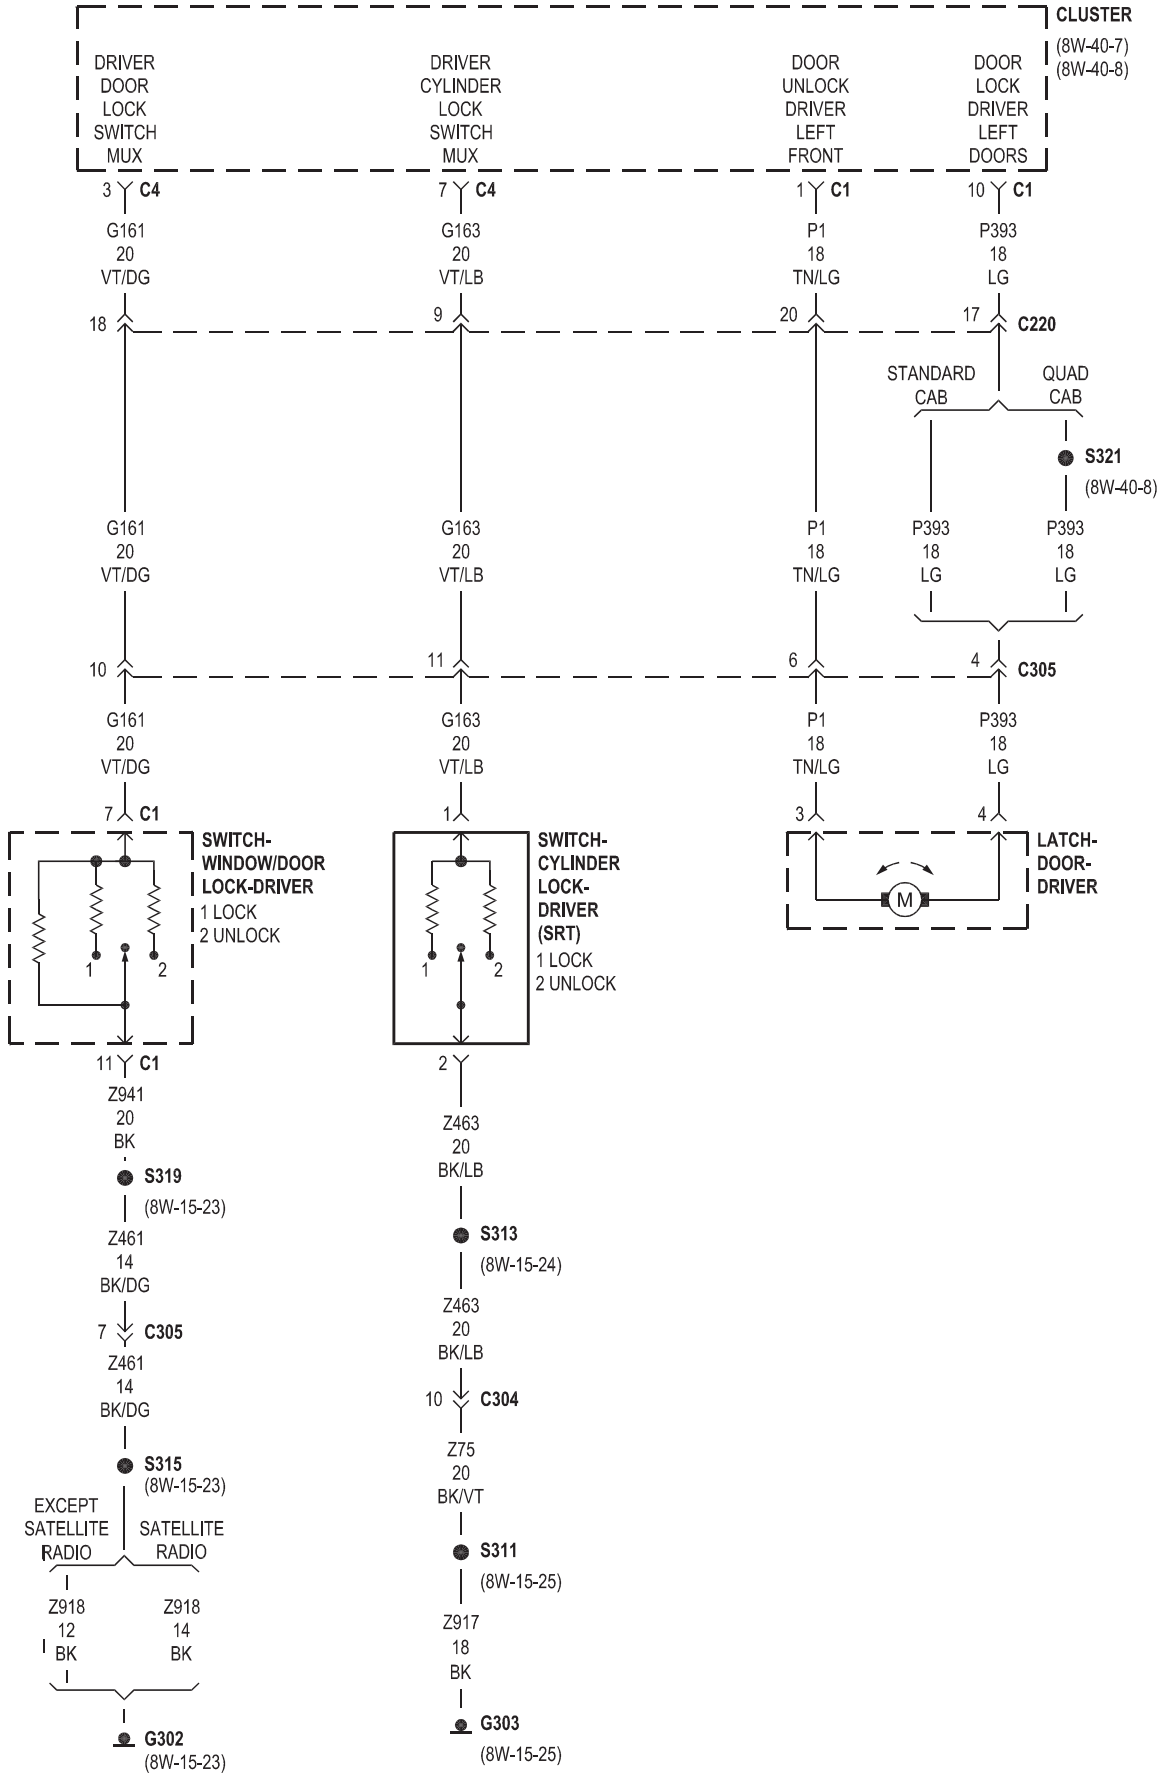 CLUSTER
(8W-40-7)
(8W-40-8)
DRIVER
DOOR
LOCK
SWITCH
MUX
DRIVER
CYLINDER
LOCK
SWITCH
MUX
DOOR
UNLOCK
DRIVER
LEFT
FRONT
DOOR
LOCK
DRIVER
LEFT
DOORS
3 C4
7 C4
1 C1
10 C1
G161
20
VT/DG
G163
20
VT/LB
P1
18
TN/LG
P393
18
LG
18
9
20
17
C220
STANDARD
CAB
QUAD
CAB
S321
(8W-40-8)
G161
20
VT/DG
G163
20
VT/LB
P1
18
TN/LG
P393
18
LG
P393
18
LG
10
11
6
4
C305
G161
20
VT/DG
G163
20
VT/LB
P1
18
TN/LG
P393
18
LG
7 C1
1
3
4
SWITCH-
WINDOW/DOOR
LOCK-DRIVER
1 LOCK
2 UNLOCK
1
2
SWITCH-
CYLINDER
LOCK-
DRIVER
(SRT)
1 LOCK
2 UNLOCK
1
2
LATCH-
DOOR-
DRIVER
M
11 C1
Z941
20
BK
S319
(8W-15-23)
Z461
14
BK/DG
7 C305
Z461
14
BK/DG
S315
(8W-15-23)
EXCEPT
SATELLITE
RADIO
SATELLITE
RADIO
Z918
12
BK
Z918
14
BK
G302
(8W-15-23)
2
Z463
20
BK/LB
S313
(8W-15-24)
Z463
20
BK/LB
10 C304
Z75
20
BK/VT
S311
(8W-15-25)
Z917
18
BK
G303
(8W-15-25)